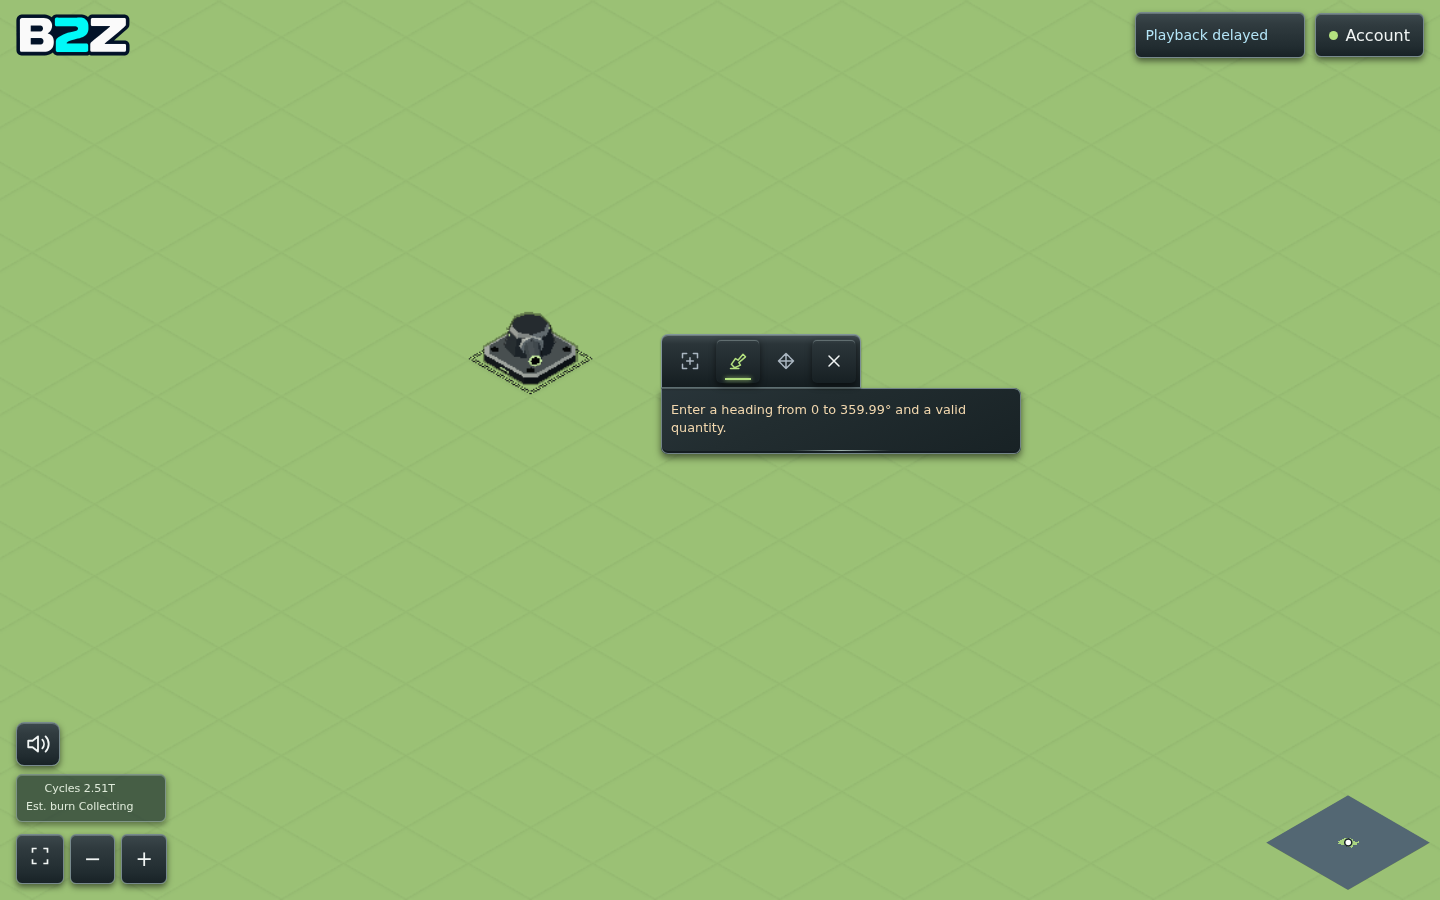 B2Z
Playback delayed
Account
Enter a heading from 0 to 359.99° and a valid
quantity.
Cycles 2.51T
Est. burn Collecting